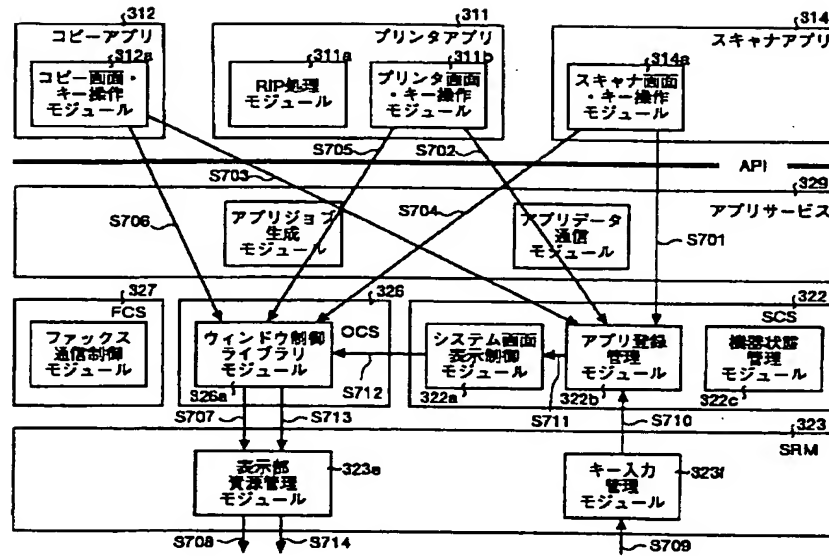 312
コピーアプリ
312a
コピー画面・
キー操作
モジュール
311
プリンタアプリ
311a
RIP処理
モジュール
311b
プリンタ画面
・キー操作
モジュール
314
スキャナアプリ
314a
スキャナ画面
・キー操作
モジュール
S705
S702
S703
API
S706
S704
329
アプリサービス
アプリジョブ
生成
モジュール
アプリデータ
通信
モジュール
S701
327
FCS
ファックス
通信制御
モジュール
326
OCS
ウィンドウ制御
ライブラリ
モジュール
326a
S712
322
SCS
システム画面
表示制御
モジュール
322a
アプリ登録
管理
モジュール
322b
機器状態
管理
モジュール
322c
S711
S707
S713
S710
323
SRM
表示部
資源管理
モジュール
323e
キー入力
管理
モジュール
323f
S708
S714
S709